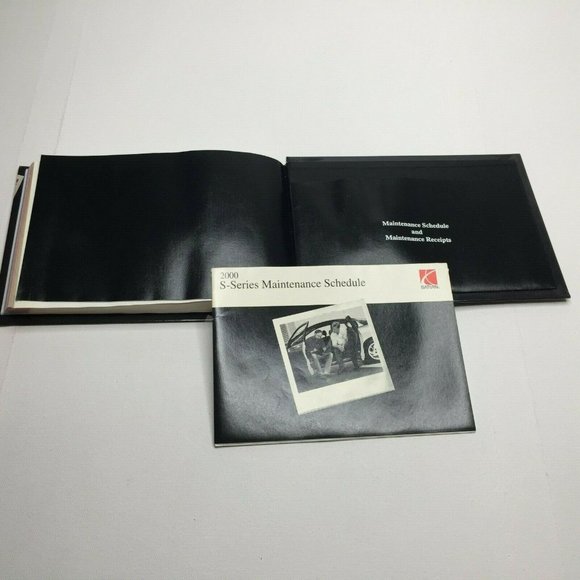 Maintenance Schedule
and
Maintenance Receipts
2000
S-Series Maintenance Schedule
SATURN